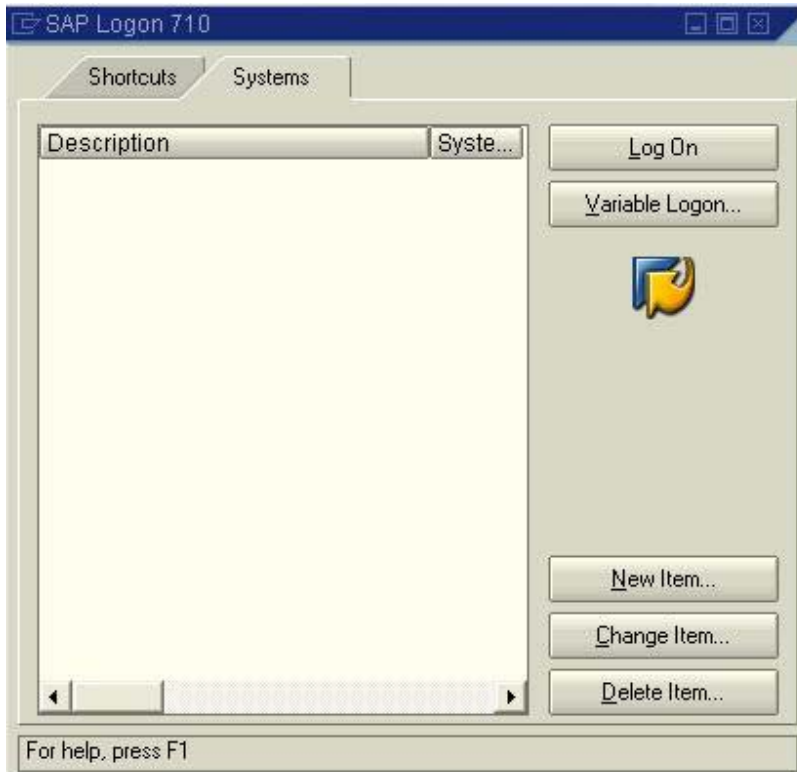 SAP Logon 710
Shortcuts Systems
Description Syste...
Log On
Variable Logon...
New Item...
Change Item...
Delete Item...
For help, press F1